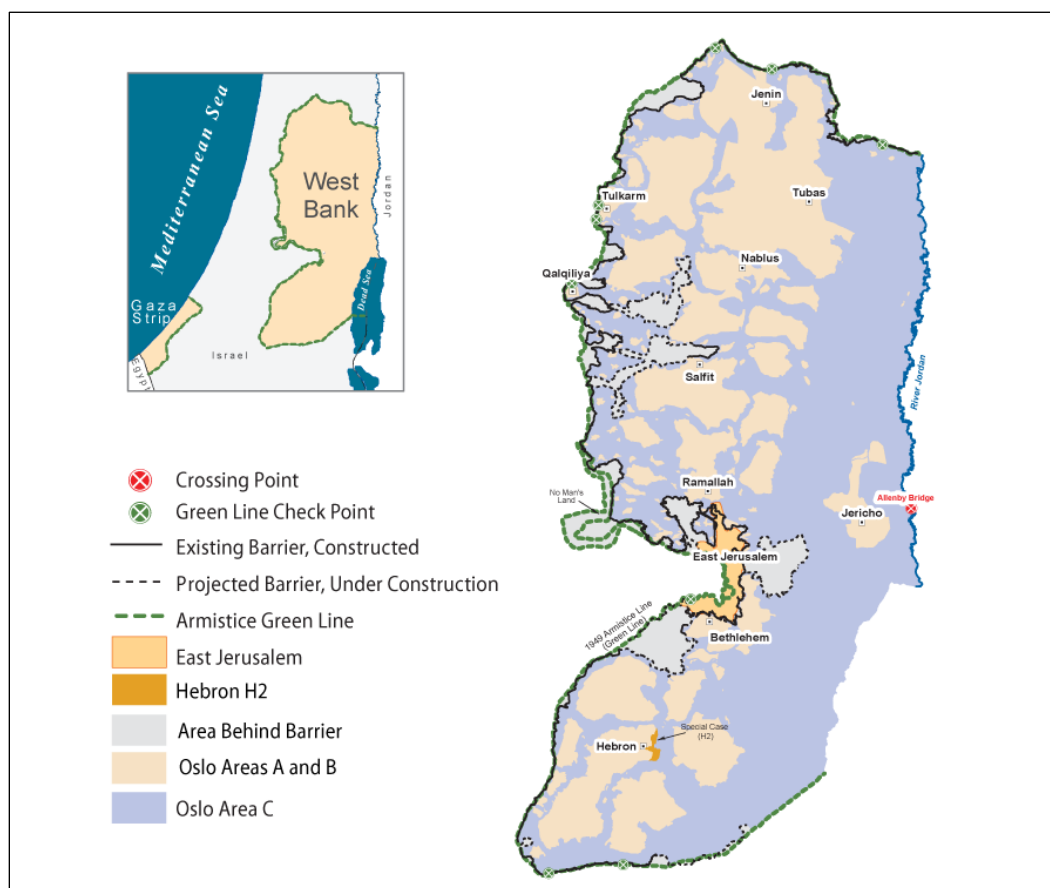 Mediterranean Sea
West
Bank
Jordan
Dead Sea
Gaza
Strip
Israel
Egypt
Crossing Point
Green Line Check Point
Existing Barrier, Constructed
Projected Barrier, Under Construction
Armistice Green Line
East Jerusalem
Hebron H2
Area Behind Barrier
Oslo Areas A and B
Oslo Area C
Jenin
Tubas
Tulkarm
Nablus
Qalqiliya
Salfit
River Jordan
No Man's
Land
Ramallah
Allenby Bridge
Jericho
East Jerusalem
1949 Armistice Line
(Green Line)
Bethlehem
Special Case
(H2)
Hebron